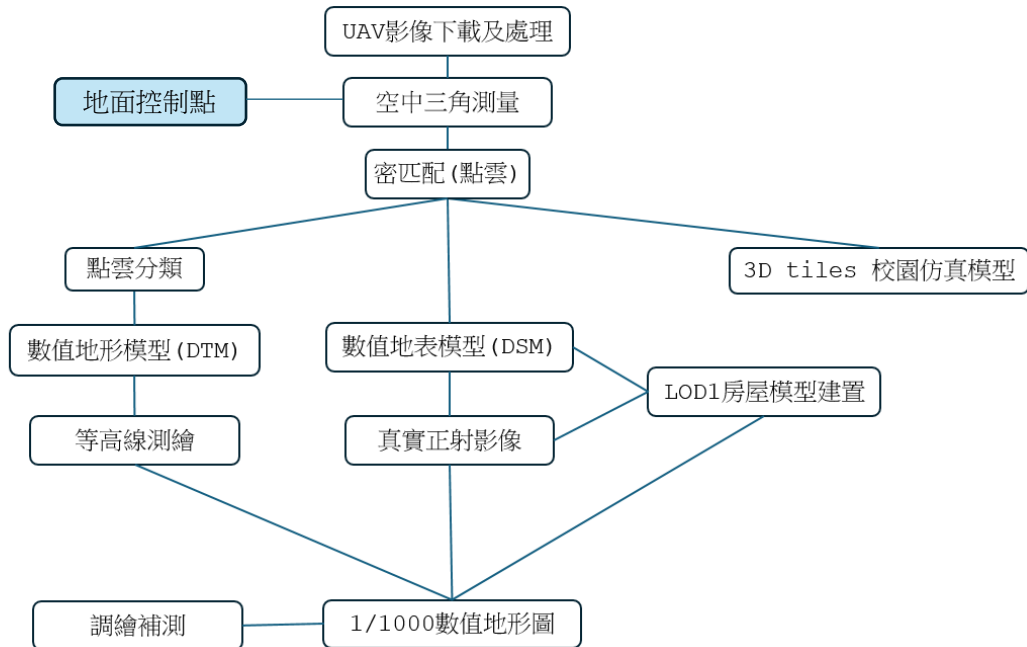 UAV影像下載及處理
地面控制點
空中三角測量
密匹配(點雲)
點雲分類
3D tiles 校園仿真模型
數值地形模型(DTM)
數值地表模型(DSM)
LOD1房屋模型建置
等高線測繪
真實正射影像
調繪補測
1/1000數值地形圖